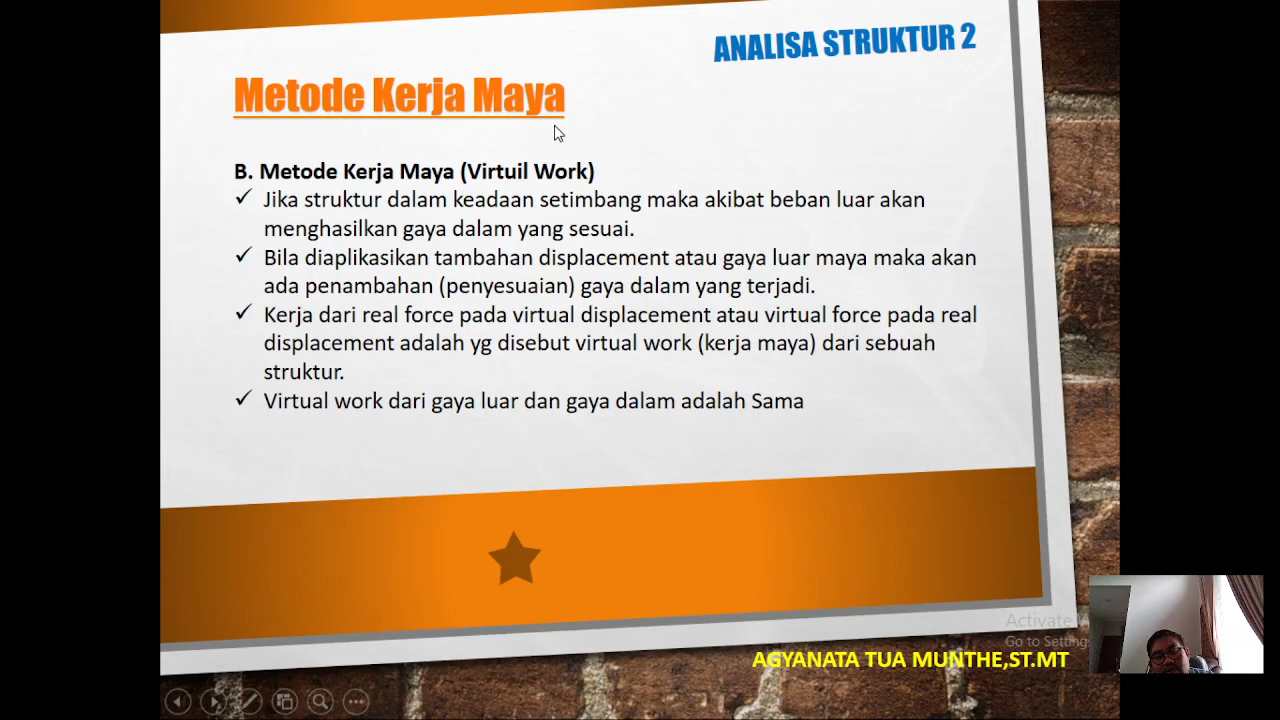 ANALISA STRUKTUR 2
Metode Kerja Maya
B. Metode Kerja Maya (Virtuil Work)
✓ Jika struktur dalam keadaan setimbang maka akibat beban luar akan
menghasilkan gaya dalam yang sesuai.
✓ Bila diaplikasikan tambahan displacement atau gaya luar maya maka akan
ada penambahan (penyesuaian) gaya dalam yang terjadi.
✓ Kerja dari real force pada virtual displacement atau virtual force pada real
displacement adalah yg disebut virtual work (kerja maya) dari sebuah
struktur.
✓ Virtual work dari gaya luar dan gaya dalam adalah Sama
Activate
Go to Settings
AGYANATA TUA MUNTHE,ST.MT